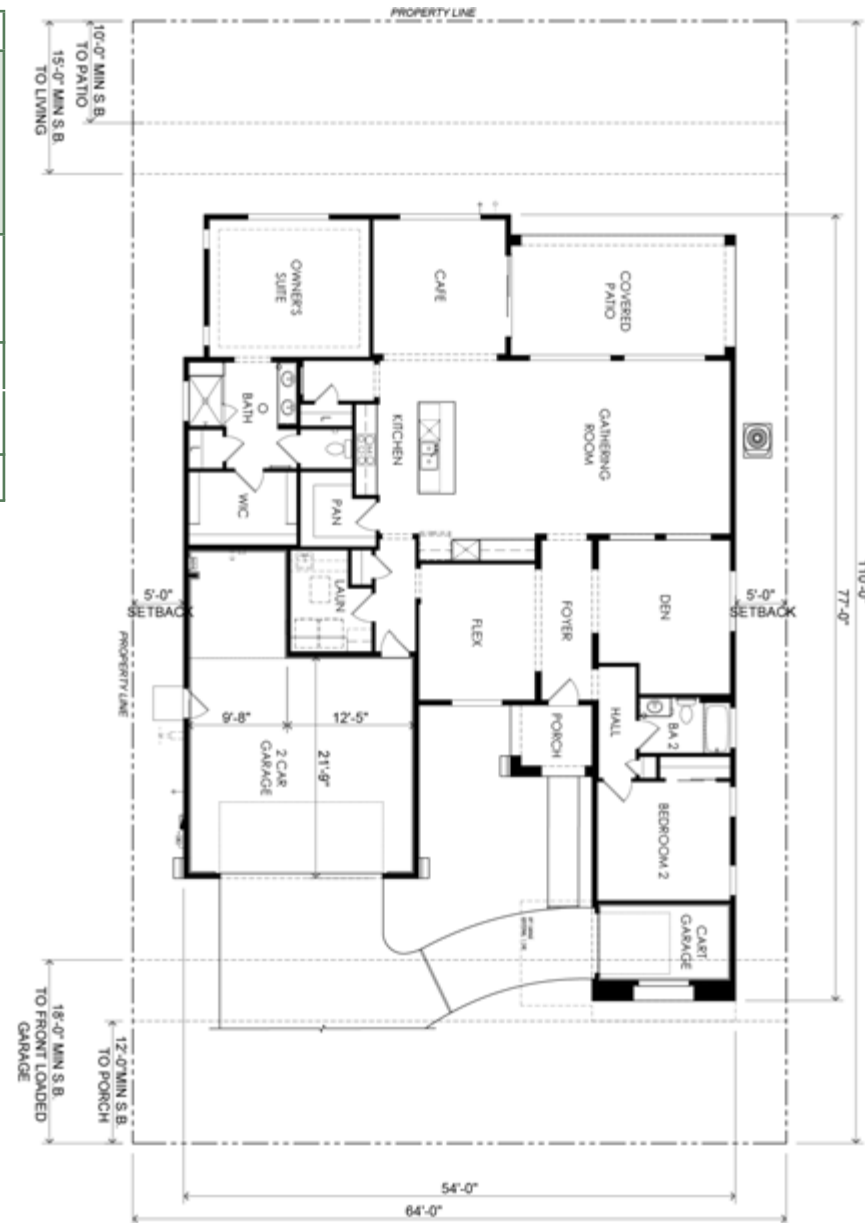 PROPERTY LINE
10'-0" MIN S.B.
TO PATIO
15'-0" MIN S.B.
TO LIVING
OWNER'S
SUITE
CAFE
COVERED
PATIO
BATH
L
L
KITCHEN
GATHERING
ROOM
WIC
PAN
LAUN
FLEX
FOYER
DEN
5'-0"
SETBACK
5'-0"
SETBACK
77'-0"
110'-0"
PROPERTY LINE
9'-8"
12'-5"
21'-9"
2 CAR
GARAGE
PORCH
HALL
BA 2
BEDROOM 2
CART
GARAGE
18'-0" MIN S.B.
TO FRONT LOADED
GARAGE
12'-0"MIN S.B.
TO PORCH
54'-0"
64'-0"